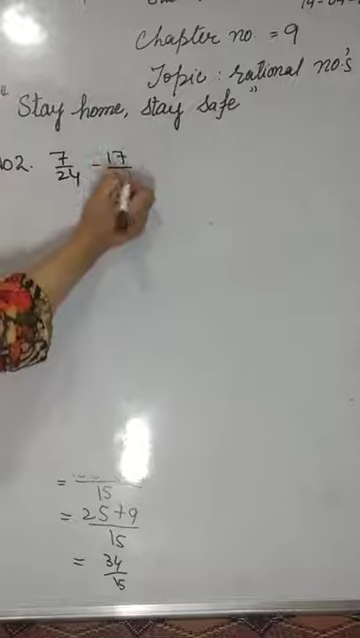 Chapter no. = 9
Topic : rational no's
"Stay home, stay safe"
7/24 - 17/
= /15
= 25+9/15
= 34/15